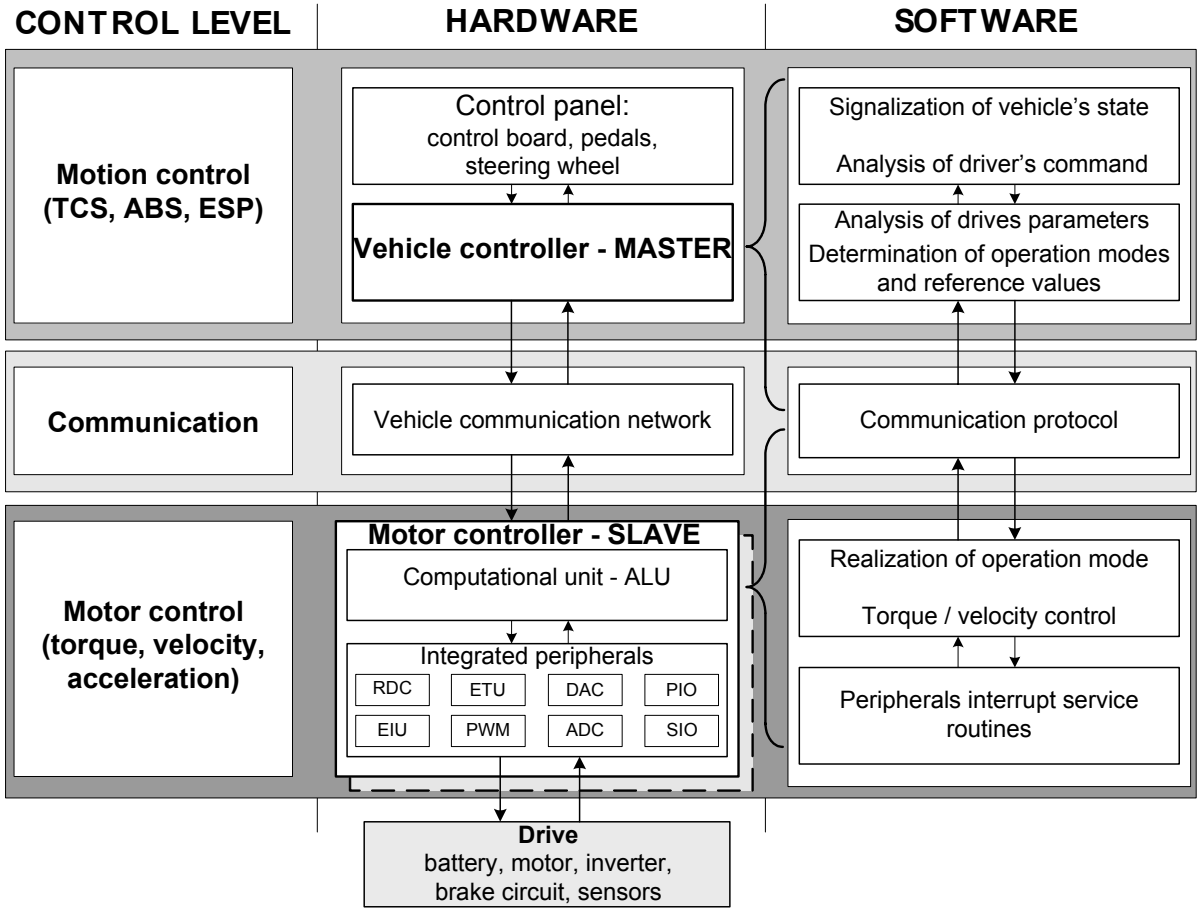 CONTROL LEVEL
HARDWARE
SOFTWARE
Motion control
(TCS, ABS, ESP)
Control panel:
control board, pedals,
steering wheel
Vehicle controller - MASTER
Signalization of vehicle's state
Analysis of driver's command
Analysis of drives parameters
Determination of operation modes
and reference values
Communication
Vehicle communication network
Communication protocol
Motor control
(torque, velocity,
acceleration)
Motor controller - SLAVE
Computational unit - ALU
Integrated peripherals
RDC
ETU
DAC
PIO
EIU
PWM
ADC
SIO
Realization of operation mode
Torque / velocity control
Peripherals interrupt service
routines
Drive
battery, motor, inverter,
brake circuit, sensors